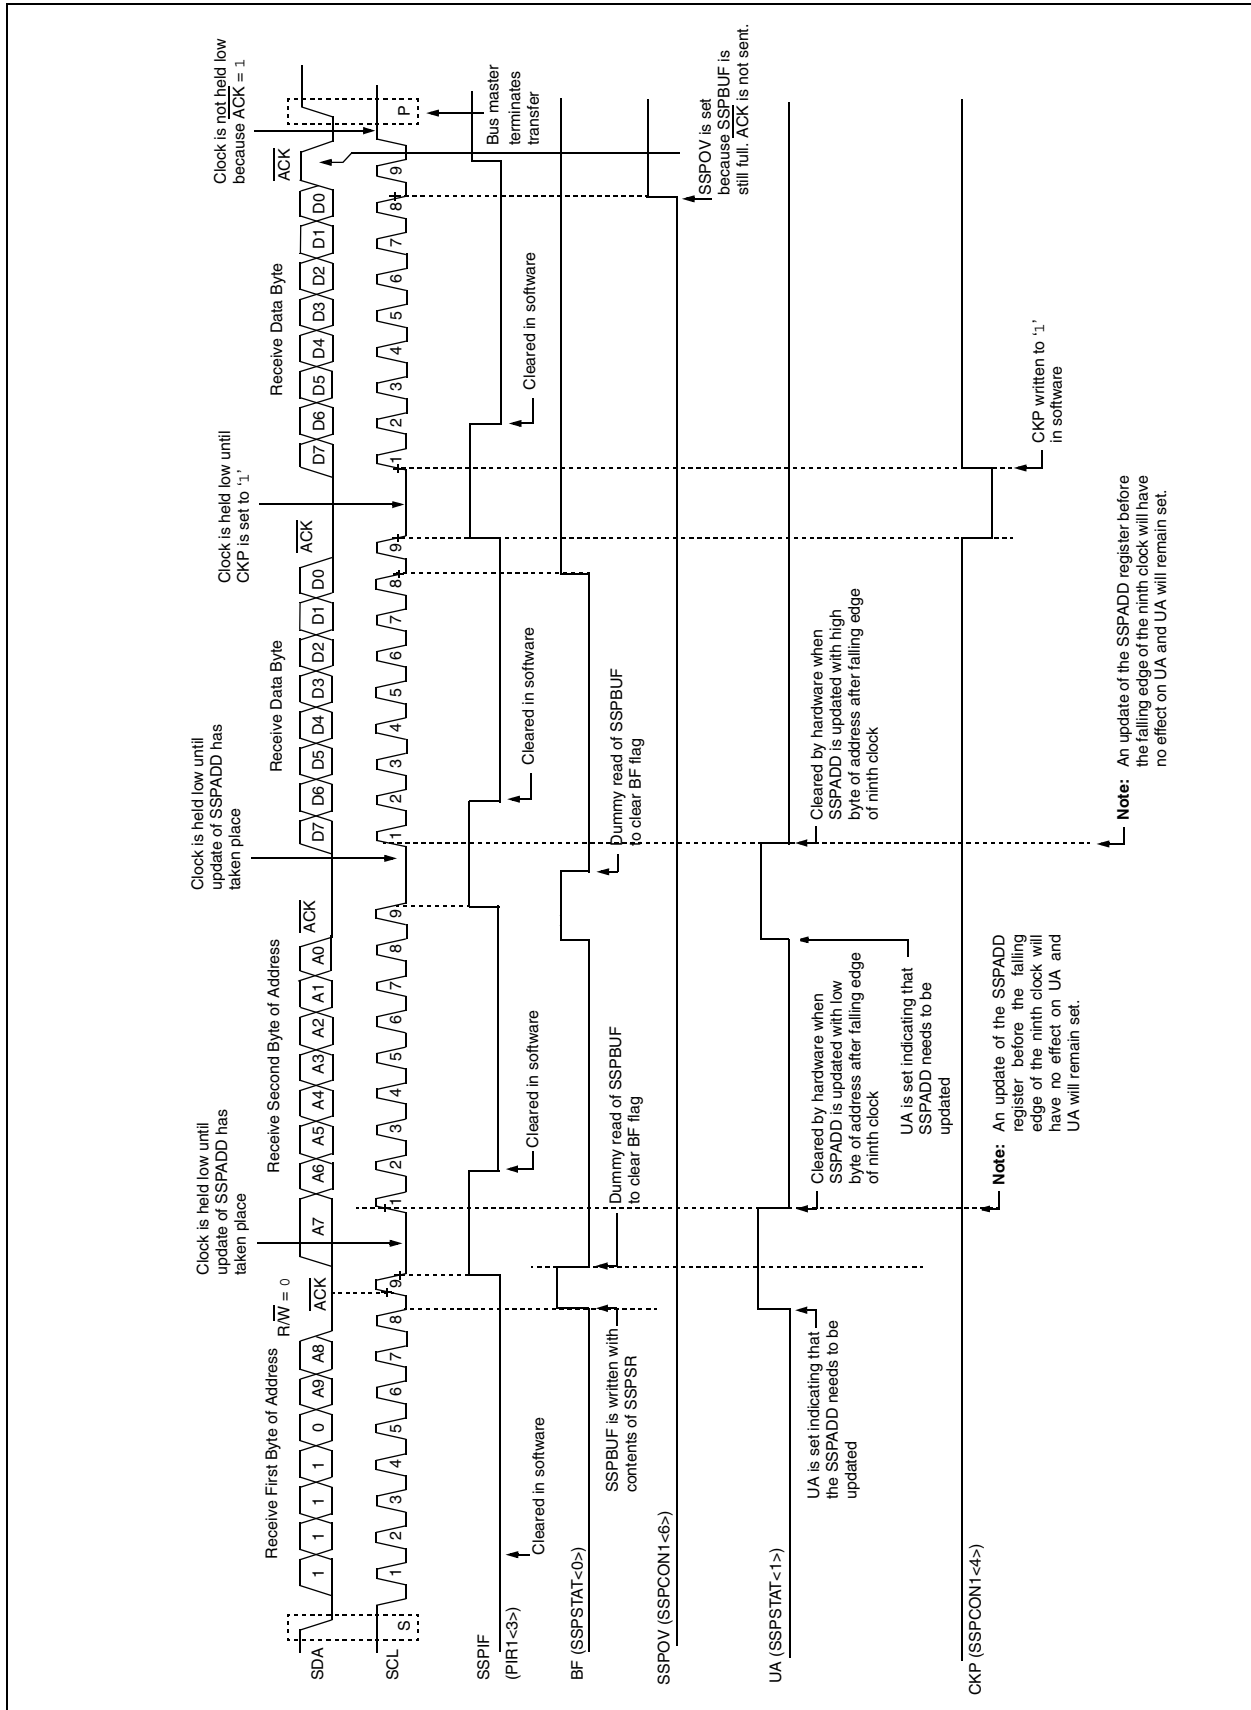 Clock is not held low
because ACK = 1
Clock is held low until
CKP is set to ‘1’
Clock is held low until
update of SSPADD has
taken place
Clock is held low until
update of SSPADD has
taken place
R/W = 0
Receive First Byte of Address
ACK
Receive Second Byte of Address
ACK
Receive Data Byte
ACK
Receive Data Byte
ACK
SDA
1 1 1 1 0 A9 A8
A7 A6 A5 A4 A3 A2 A1 A0
D7 D6 D5 D4 D3 D2 D1 D0
D7 D6 D5 D4 D3 D2 D1 D0
SCL
S
1 2 3 4 5 6 7 8 9
1 2 3 4 5 6 7 8 9
1 2 3 4 5 6 7 8 9
1 2 3 4 5 6 7 8 9
P
Bus master
terminates
transfer
SSPIF
(PIR1<3>)
Cleared in software
Cleared in software
Cleared in software
Cleared in software
BF (SSPSTAT<0>)
SSPBUF is written with
contents of SSPSR
Dummy read of SSPBUF
to clear BF flag
Dummy read of SSPBUF
to clear BF flag
SSPOV (SSPCON1<6>)
SSPOV is set
because SSPBUF is
still full. ACK is not sent.
UA (SSPSTAT<1>)
UA is set indicating that
the SSPADD needs to be
updated
Cleared by hardware when
SSPADD is updated with low
byte of address after falling edge
of ninth clock
UA is set indicating that
SSPADD needs to be
updated
Cleared by hardware when
SSPADD is updated with high
byte of address after falling edge
of ninth clock
CKP (SSPCON1<4>)
CKP written to ‘1’
in software
Note: An update of the SSPADD
register before the falling
edge of the ninth clock will
have no effect on UA and
UA will remain set.
Note: An update of the SSPADD register before
the falling edge of the ninth clock will have
no effect on UA and UA will remain set.